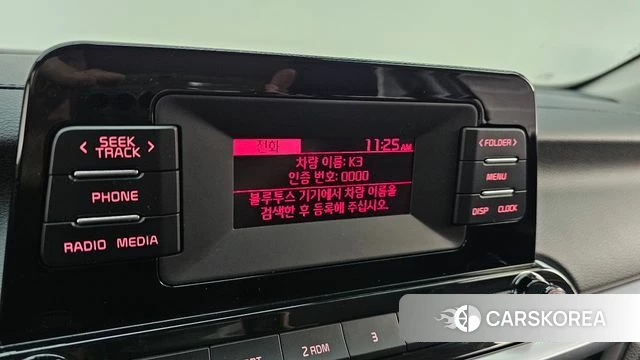 SEEK
TRACK
PHONE
RADIO MEDIA
전화 11:25 AM
차량 이름: K3
인증 번호: 0000
블루투스 기기에서 차량 이름을
검색한 후 등록해 주십시오.
FOLDER
MENU
DISP CLOCK
2 RDM
3
CARSKOREA